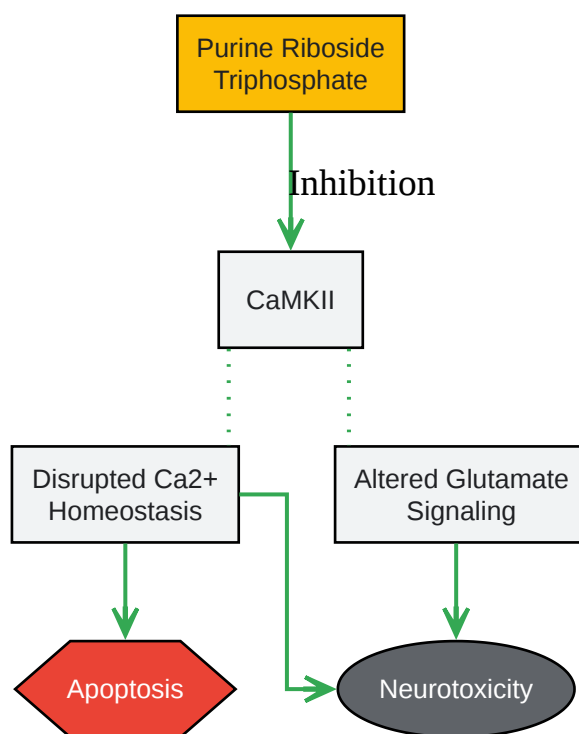 Purine Riboside
Triphosphate
Inhibition
CaMKII
Disrupted Ca2+
Homeostasis
Altered Glutamate
Signaling
Apoptosis
Neurotoxicity